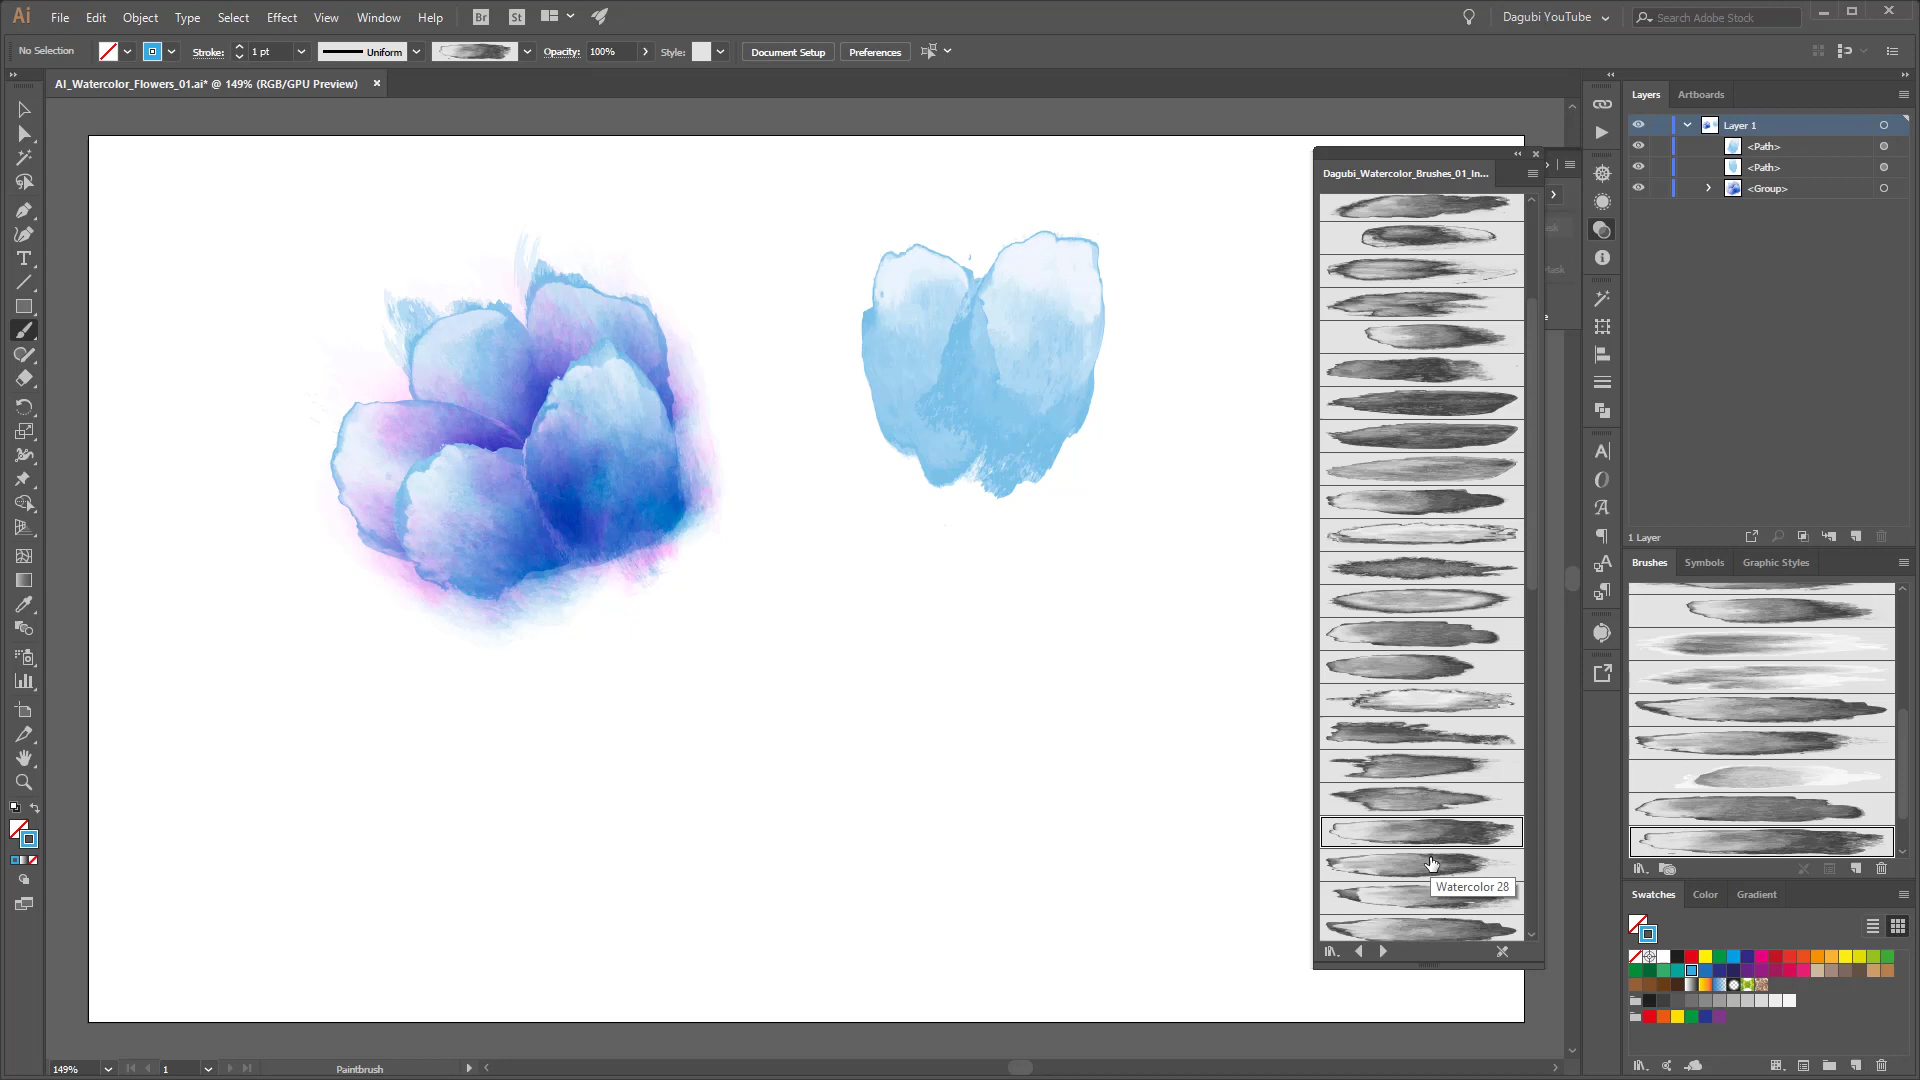 Ai File Edit Object Type Select Effect View Window Help Br St Dagubi YouTube Search Adobe Stock
No Selection Stroke: 1 pt Uniform Opacity: 100% Style: Document Setup Preferences
AI_Watercolor_Flowers_01.ai* @ 149% (RGB/GPU Preview)
Layers Artboards
Layer 1
<Path>
<Path>
<Group>
Dagubi_Watercolor_Brushes_01_In...
1 Layer
Brushes Symbols Graphic Styles
Watercolor 28
Swatches Color Gradient
149% 1 Paintbrush